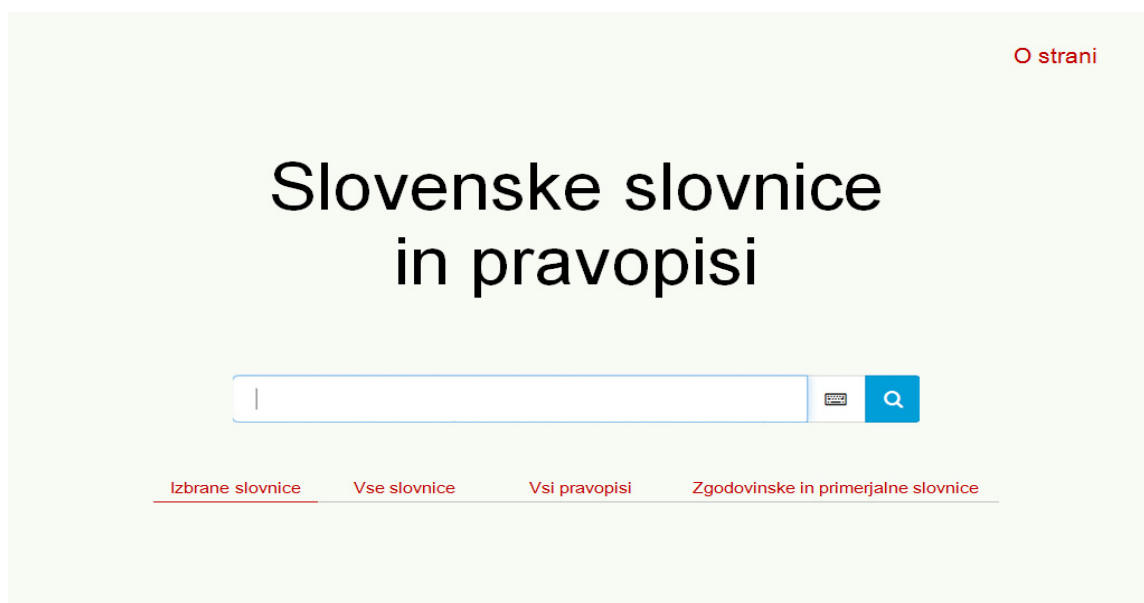 O strani
Slovenske slovnice
in pravopisi
Izbrane slovnice
Vse slovnice
Vsi pravopisi
Zgodovinske in primerjalne slovnice